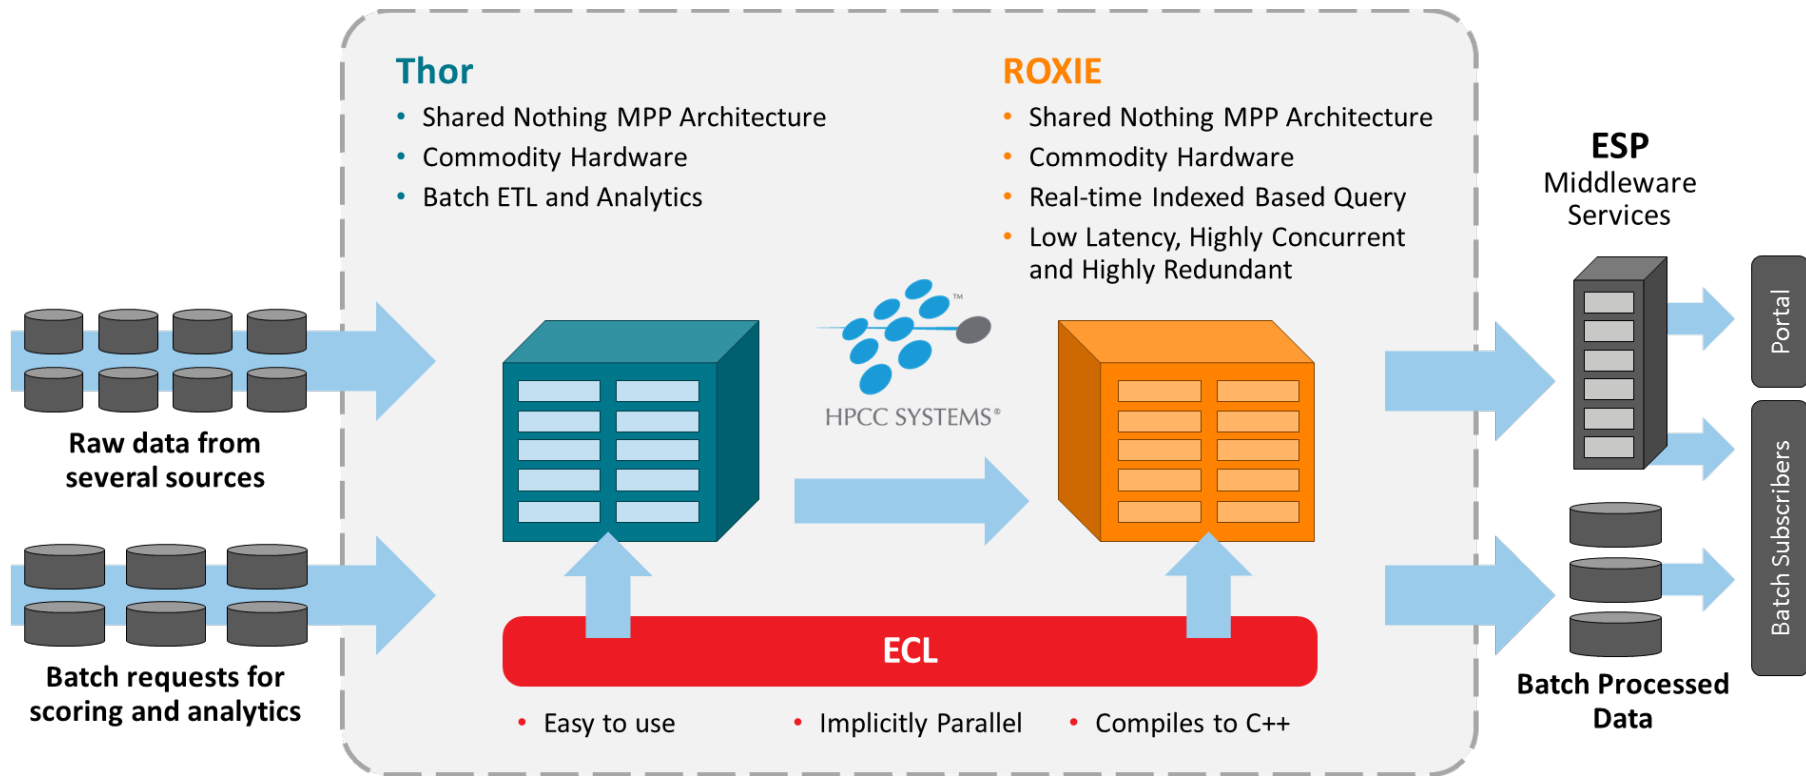 Thor
• Shared Nothing MPP Architecture
• Commodity Hardware
• Batch ETL and Analytics
ROXIE
• Shared Nothing MPP Architecture
• Commodity Hardware
• Real-time Indexed Based Query
• Low Latency, Highly Concurrent
and Highly Redundant
ESP
Middleware
Services
Raw data from
several sources
Batch requests for
scoring and analytics
™
HPCC SYSTEMS®
ECL
• Easy to use
• Implicitly Parallel
• Compiles to C++
Portal
Batch Subscribers
Batch Processed
Data